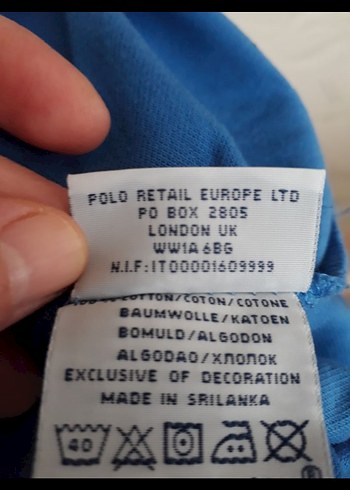 POLO RETAIL EUROPE LTD
PO BOX 2805
LONDON UK
WW1A 6BG
N.I.F:IT00001609999
COTTON/COTON/COTONE
BAUMWOLLE/KATOEN
BOMULD/ALGODON
ALGODAO/ХЛОПОК
EXCLUSIVE OF DECORATION
MADE IN SRILANKA
40